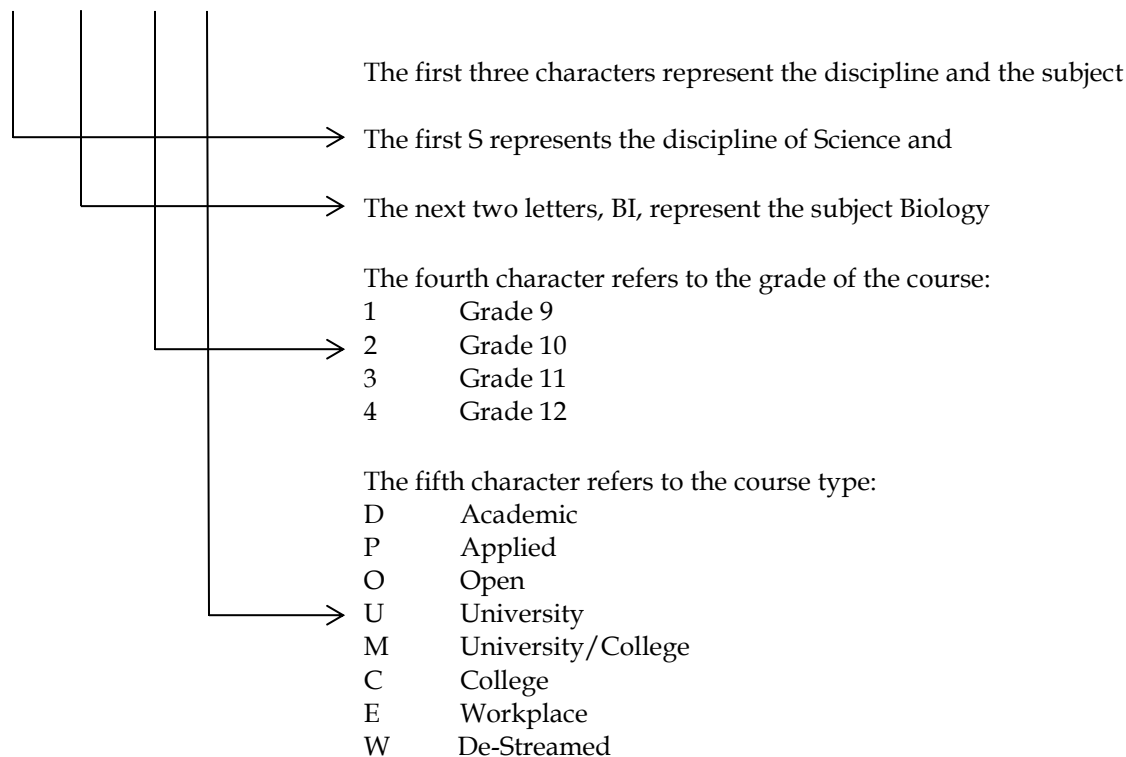 The first three characters represent the discipline and the subject
The first S represents the discipline of Science and
The next two letters, BI, represent the subject Biology
The fourth character refers to the grade of the course:
1 Grade 9
2 Grade 10
3 Grade 11
4 Grade 12
The fifth character refers to the course type:
D Academic
P Applied
O Open
U University
M University/College
C College
E Workplace
W De-Streamed